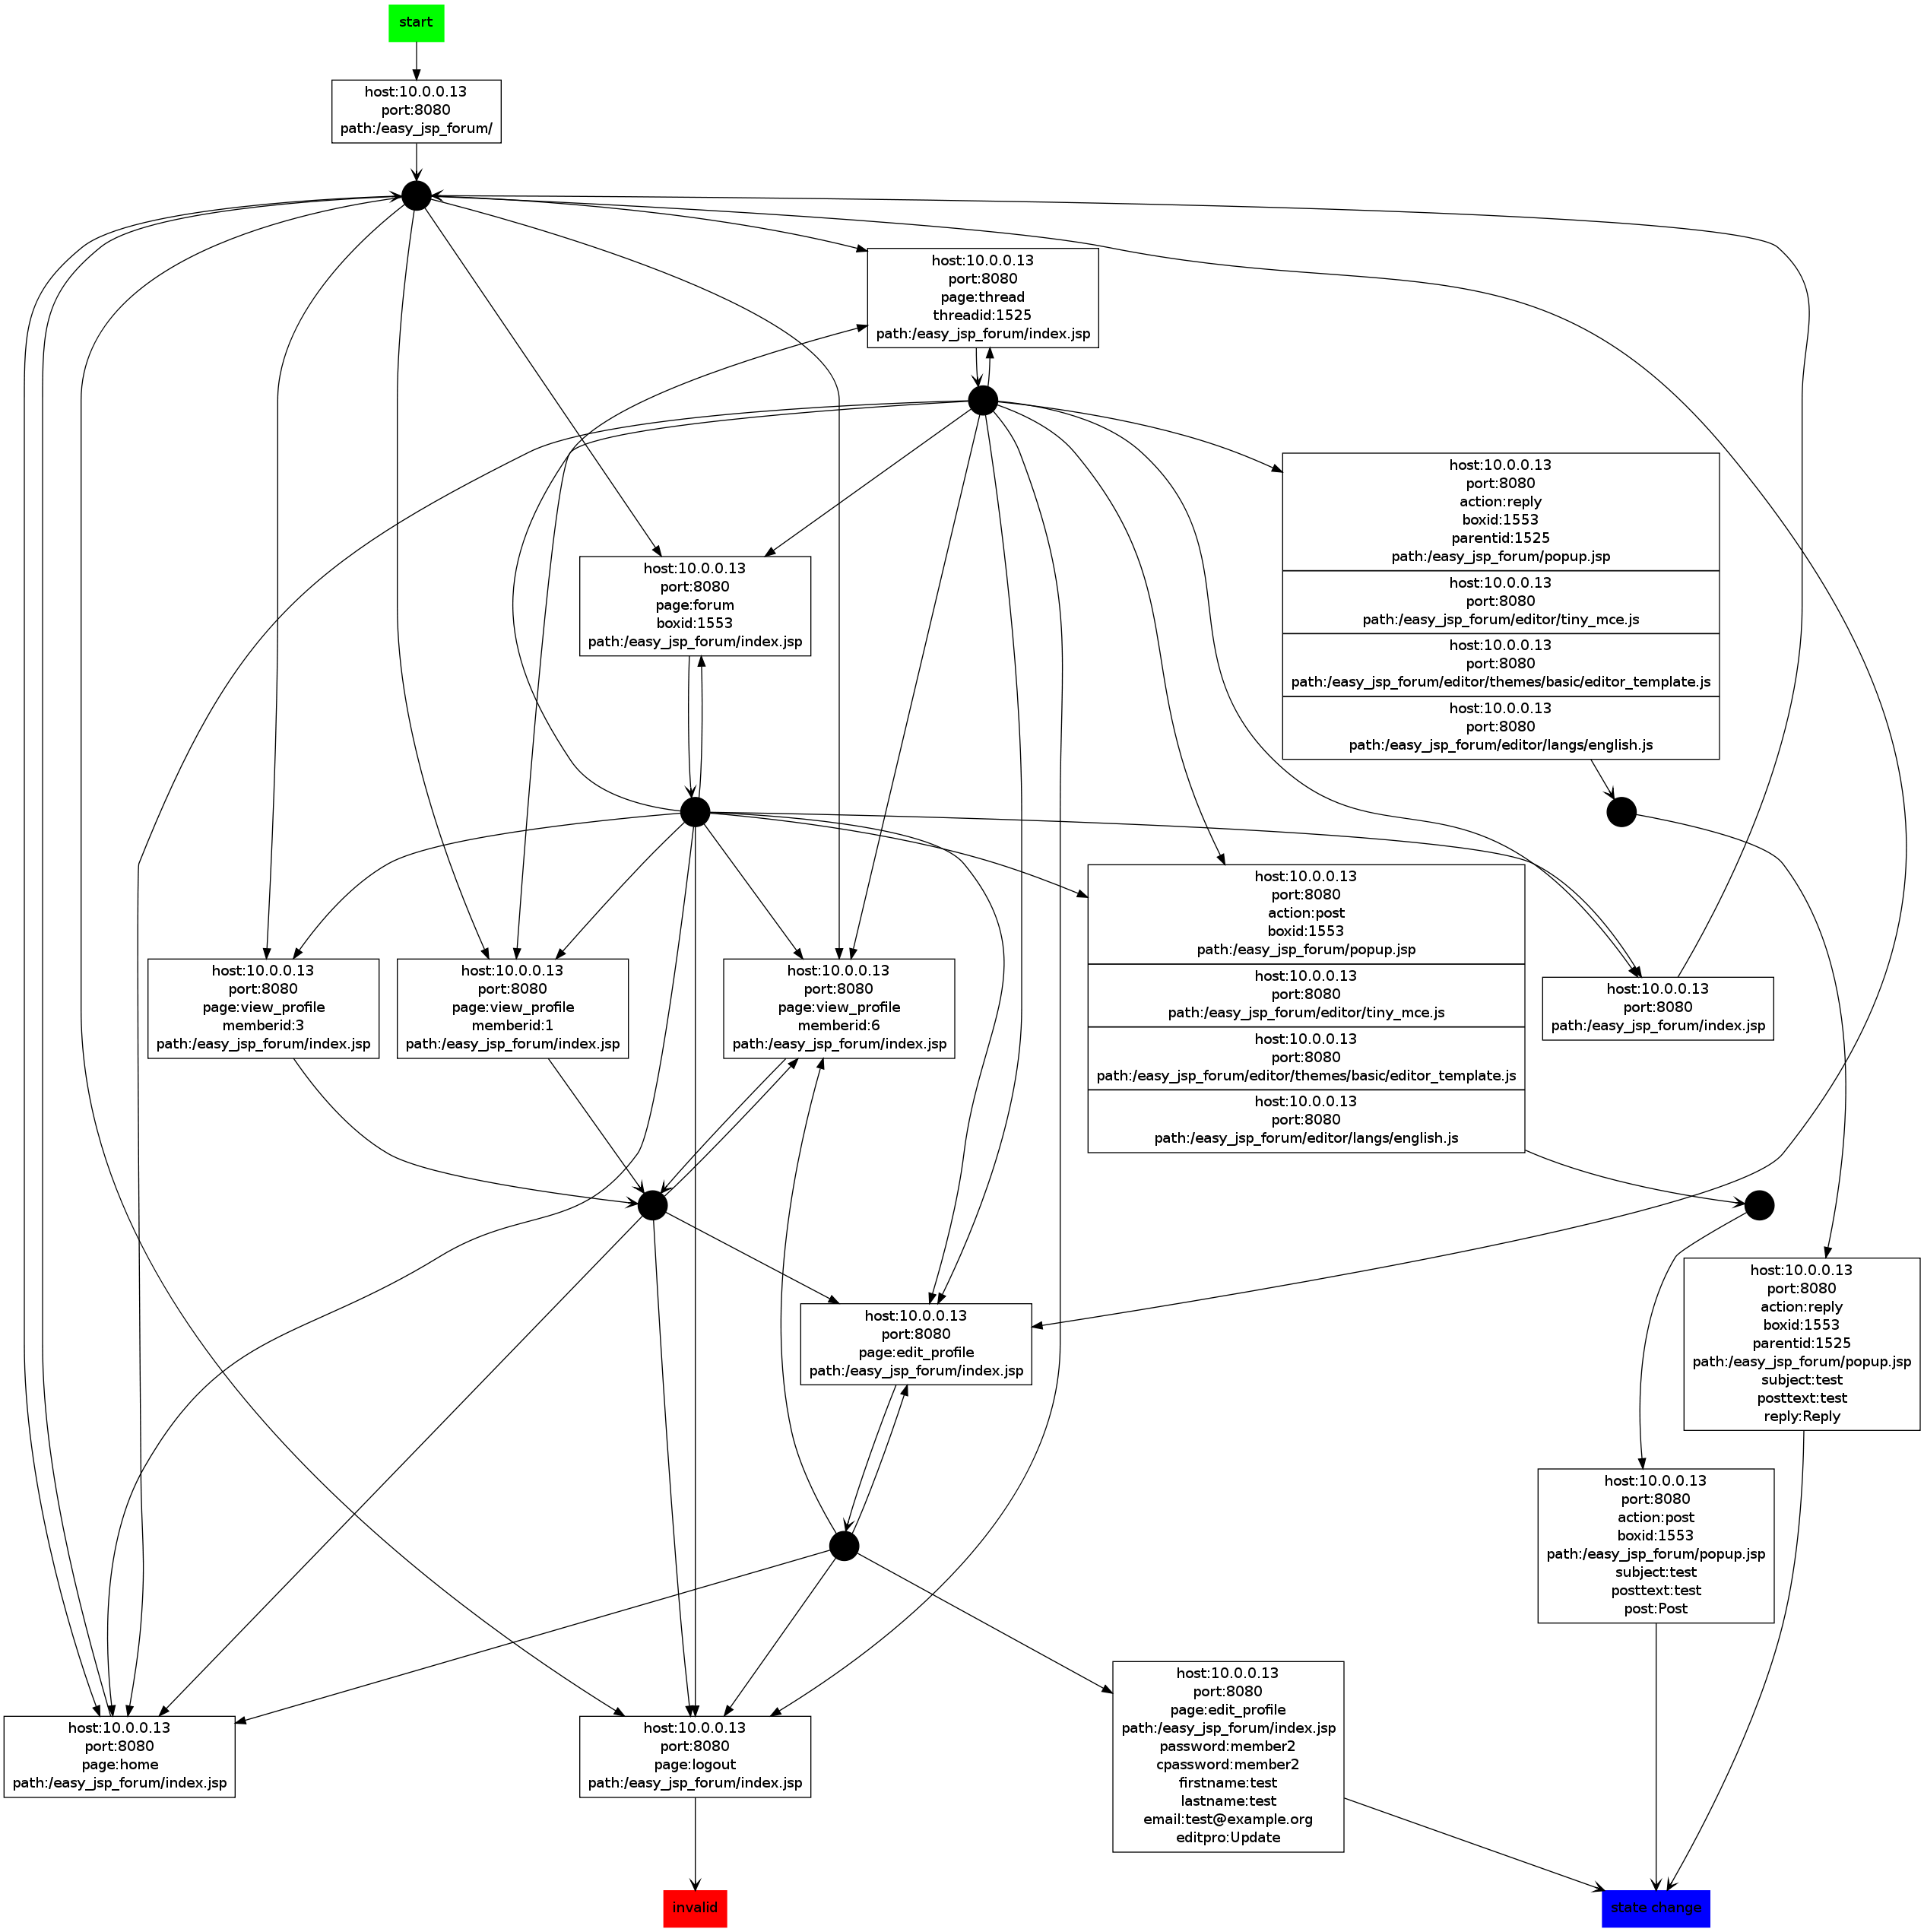 start
host:10.0.0.13
port:8080
path:/easy_jsp_forum/
host:10.0.0.13
port:8080
page:thread
threadid:1525
path:/easy_jsp_forum/index.jsp
host:10.0.0.13
port:8080
action:reply
boxid:1553
parentid:1525
path:/easy_jsp_forum/popup.jsp
host:10.0.0.13
port:8080
path:/easy_jsp_forum/editor/tiny_mce.js
host:10.0.0.13
port:8080
path:/easy_jsp_forum/editor/themes/basic/editor_template.js
host:10.0.0.13
port:8080
path:/easy_jsp_forum/editor/langs/english.js
host:10.0.0.13
port:8080
page:forum
boxid:1553
path:/easy_jsp_forum/index.jsp
host:10.0.0.13
port:8080
page:view_profile
memberid:3
path:/easy_jsp_forum/index.jsp
host:10.0.0.13
port:8080
page:view_profile
memberid:1
path:/easy_jsp_forum/index.jsp
host:10.0.0.13
port:8080
page:view_profile
memberid:6
path:/easy_jsp_forum/index.jsp
host:10.0.0.13
port:8080
action:post
boxid:1553
path:/easy_jsp_forum/popup.jsp
host:10.0.0.13
port:8080
path:/easy_jsp_forum/editor/tiny_mce.js
host:10.0.0.13
port:8080
path:/easy_jsp_forum/editor/themes/basic/editor_template.js
host:10.0.0.13
port:8080
path:/easy_jsp_forum/editor/langs/english.js
host:10.0.0.13
port:8080
path:/easy_jsp_forum/index.jsp
host:10.0.0.13
port:8080
page:edit_profile
path:/easy_jsp_forum/index.jsp
host:10.0.0.13
port:8080
action:reply
boxid:1553
parentid:1525
path:/easy_jsp_forum/popup.jsp
subject:test
posttext:test
reply:Reply
host:10.0.0.13
port:8080
action:post
boxid:1553
path:/easy_jsp_forum/popup.jsp
subject:test
posttext:test
post:Post
host:10.0.0.13
port:8080
page:home
path:/easy_jsp_forum/index.jsp
host:10.0.0.13
port:8080
page:logout
path:/easy_jsp_forum/index.jsp
host:10.0.0.13
port:8080
page:edit_profile
path:/easy_jsp_forum/index.jsp
password:member2
cpassword:member2
firstname:test
lastname:test
email:test@example.org
editpro:Update
invalid
state change